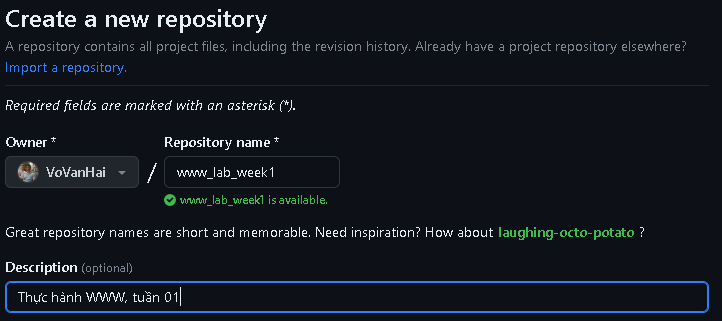 Create a new repository
A repository contains all project files, including the revision history. Already have a project repository elsewhere?
Import a repository.
Required fields are marked with an asterisk (*).
Owner * Repository name *
VoVanHai / www_lab_week1
www_lab_week1 is available.
Great repository names are short and memorable. Need inspiration? How about laughing-octo-potato ?
Description (optional)
Thực hành WWW, tuần 01